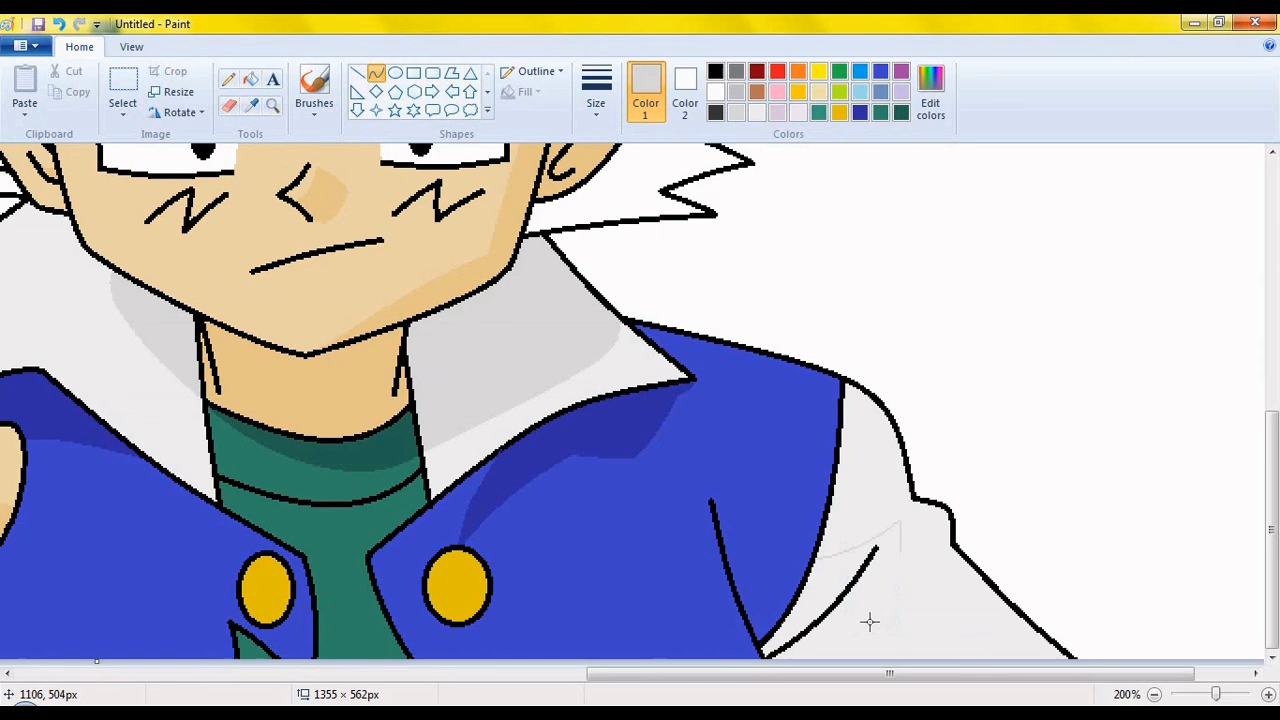 Untitled - Paint
Home View
Paste
Cut
Copy
Clipboard
Select
Crop
Resize
Rotate
Image
A
Tools
Brushes
Outline
Fill
Shapes
Size
Color 1
Color 2
Edit colors
Colors
1106, 504px
1355 × 562px
200%